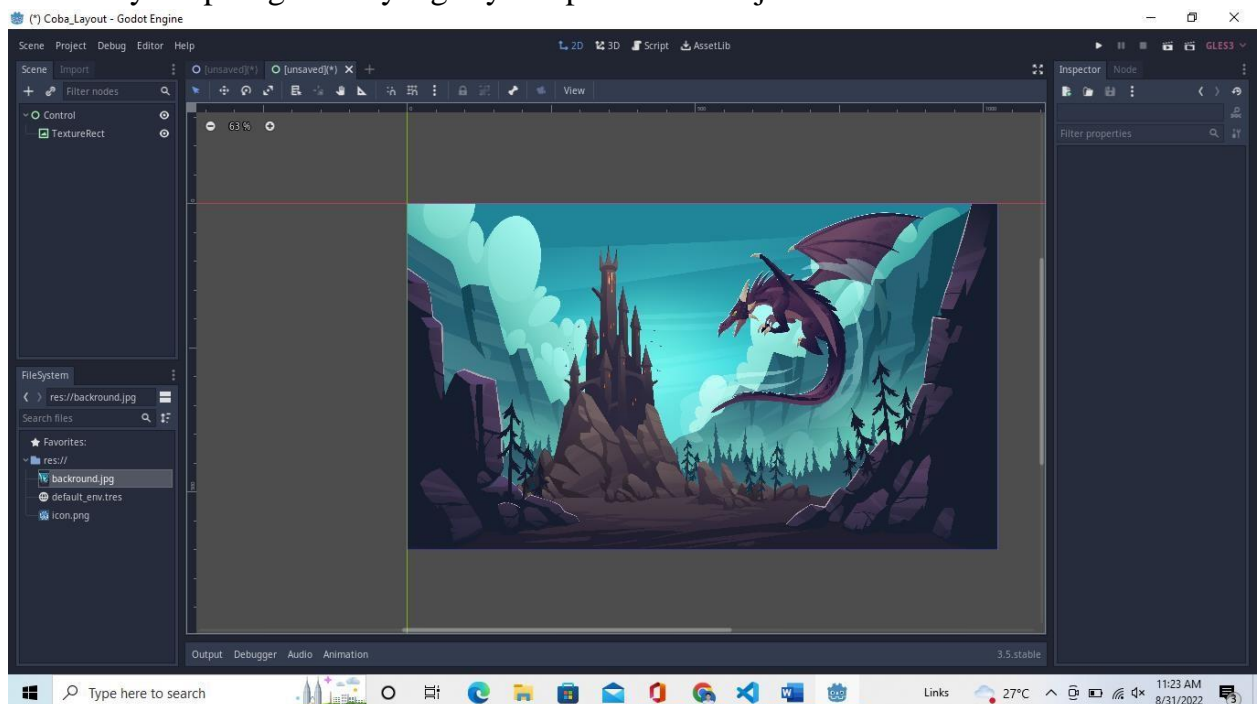 (*) Coba_Layout - Godot Engine
Scene Project Debug Editor Help
2D 3D Script AssetLib
GLES3
Scene Import
[unsaved](*) [unsaved](*)
Inspector Node
Filter nodes
View
Control
TextureRect
63 %
0
500
1000
Filter properties
FileSystem
res://backround.jpg
Search files
Favorites:
res://
backround.jpg
default_env.tres
icon.png
Output Debugger Audio Animation
3.5.stable
Type here to search
Links
27°C
11:23 AM
8/31/2022